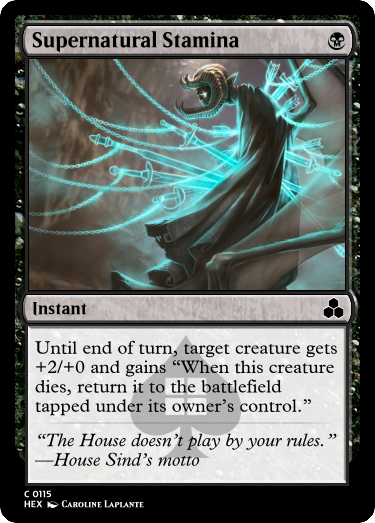 Supernatural Stamina
Instant
Until end of turn, target creature gets
+2/+0 and gains “When this creature
dies, return it to the battlefield
tapped under its owner’s control.”
“The House doesn’t play by your rules.”
—House Sind’s motto
C 0115
HEX Caroline Laplante